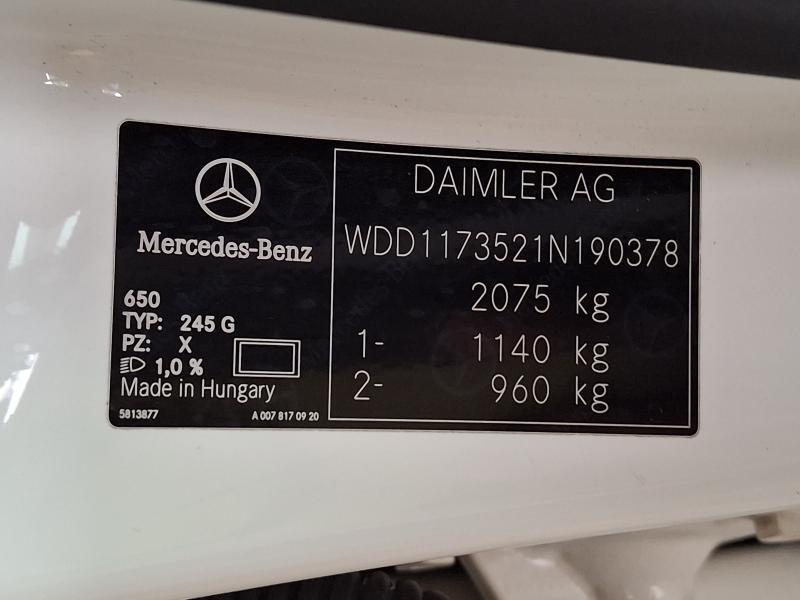 Mercedes-Benz
650
TYP: 245 G
PZ: X
1,0 %
Made in Hungary
5813877 A 007 817 09 20
DAIMLER AG
WDD1173521N190378
2075 kg
1- 1140 kg
2- 960 kg